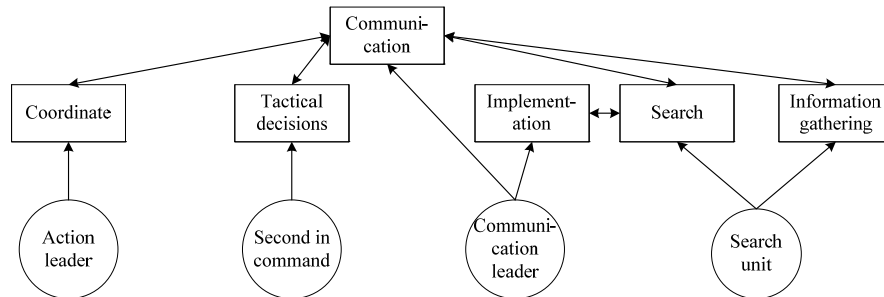 Communi-
cation
Coordinate
Tactical
decisions
Implement-
ation
Search
Information
gathering
Action
leader
Second in
command
Communi-
cation
leader
Search
unit